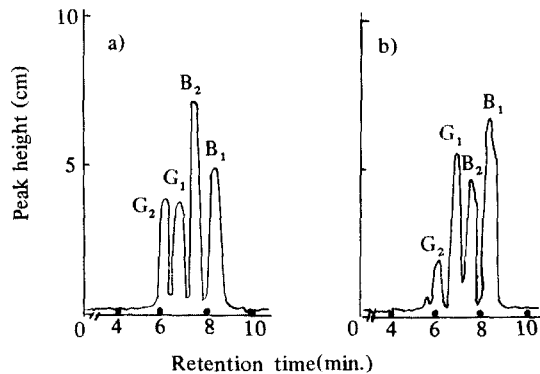 10
a)
b)
B₂
B₁
G₂
G₁
5
Peak height (cm)
0
4
6
8
10
B₁
G₁
B₂
G₂
0
4
6
8
10
Retention time(min.)